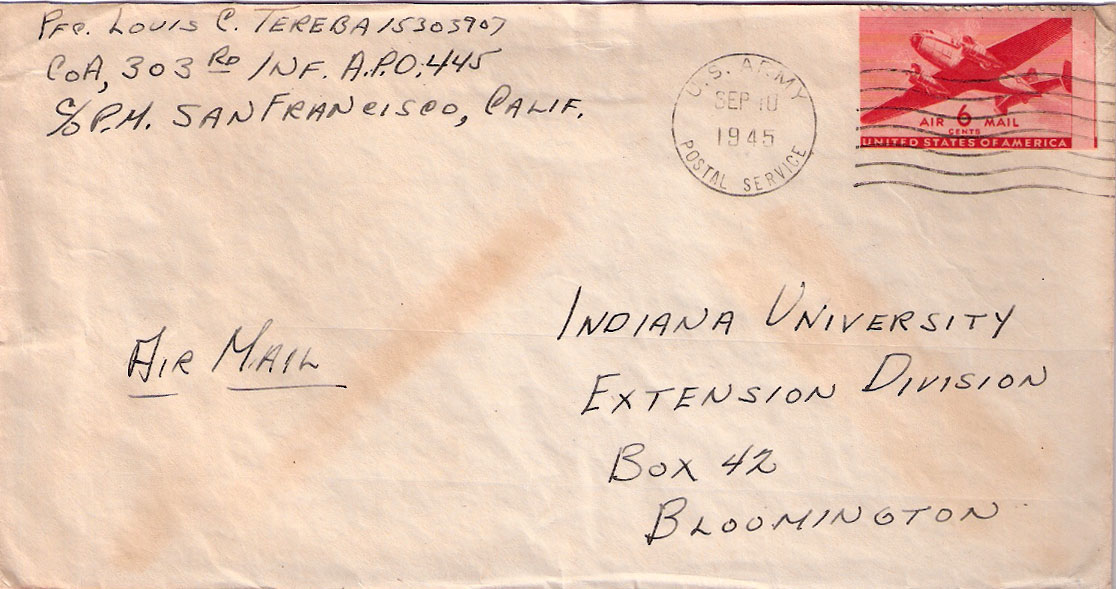 Pfc. Louis C. Tereba 15303907
Co A, 303 RD INF. A.P.O. 445
C/O P.M. San Francisco, Calif.
U.S. ARMY
SEP 10
1945
POSTAL SERVICE
AIR 6 MAIL
CENTS
UNITED STATES OF AMERICA
Air Mail
Indiana University
Extension Division
Box 42
Bloomington